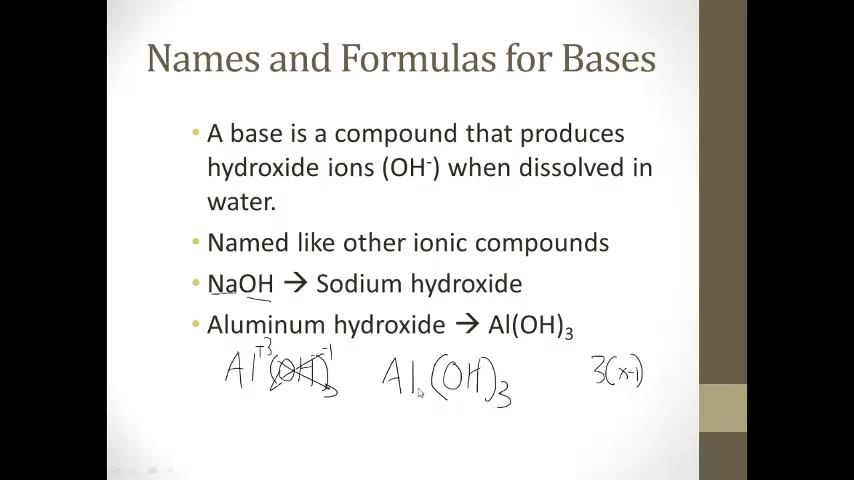 Names and Formulas for Bases
• A base is a compound that produces
hydroxide ions (OH⁻) when dissolved in
water.
• Named like other ionic compounds
• NaOH → Sodium hydroxide
• Aluminum hydroxide → Al(OH)₃
Al⁺³(OH)⁻¹₃ Al(OH)₃ 3(x-1)